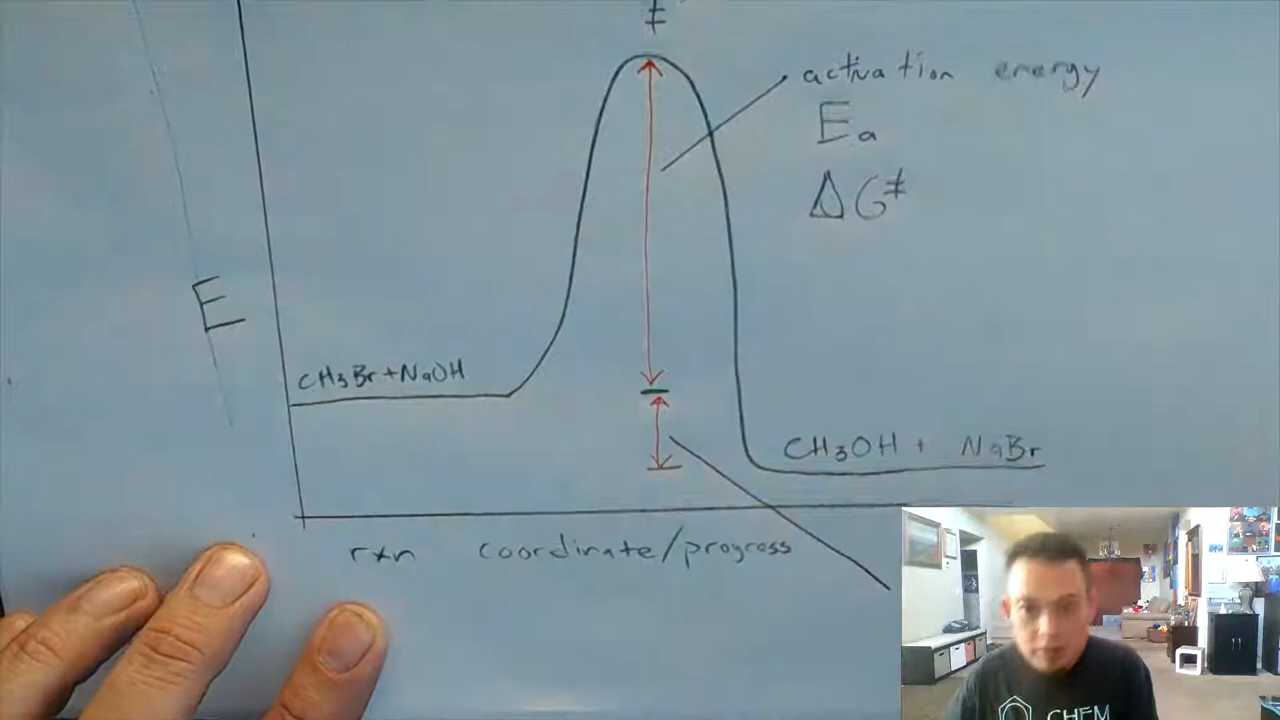 ‡
activation energy
Ea
ΔG‡
E
CH3Br+NaOH
CH3OH + NaBr
rxn coordinate/progress
CHEM